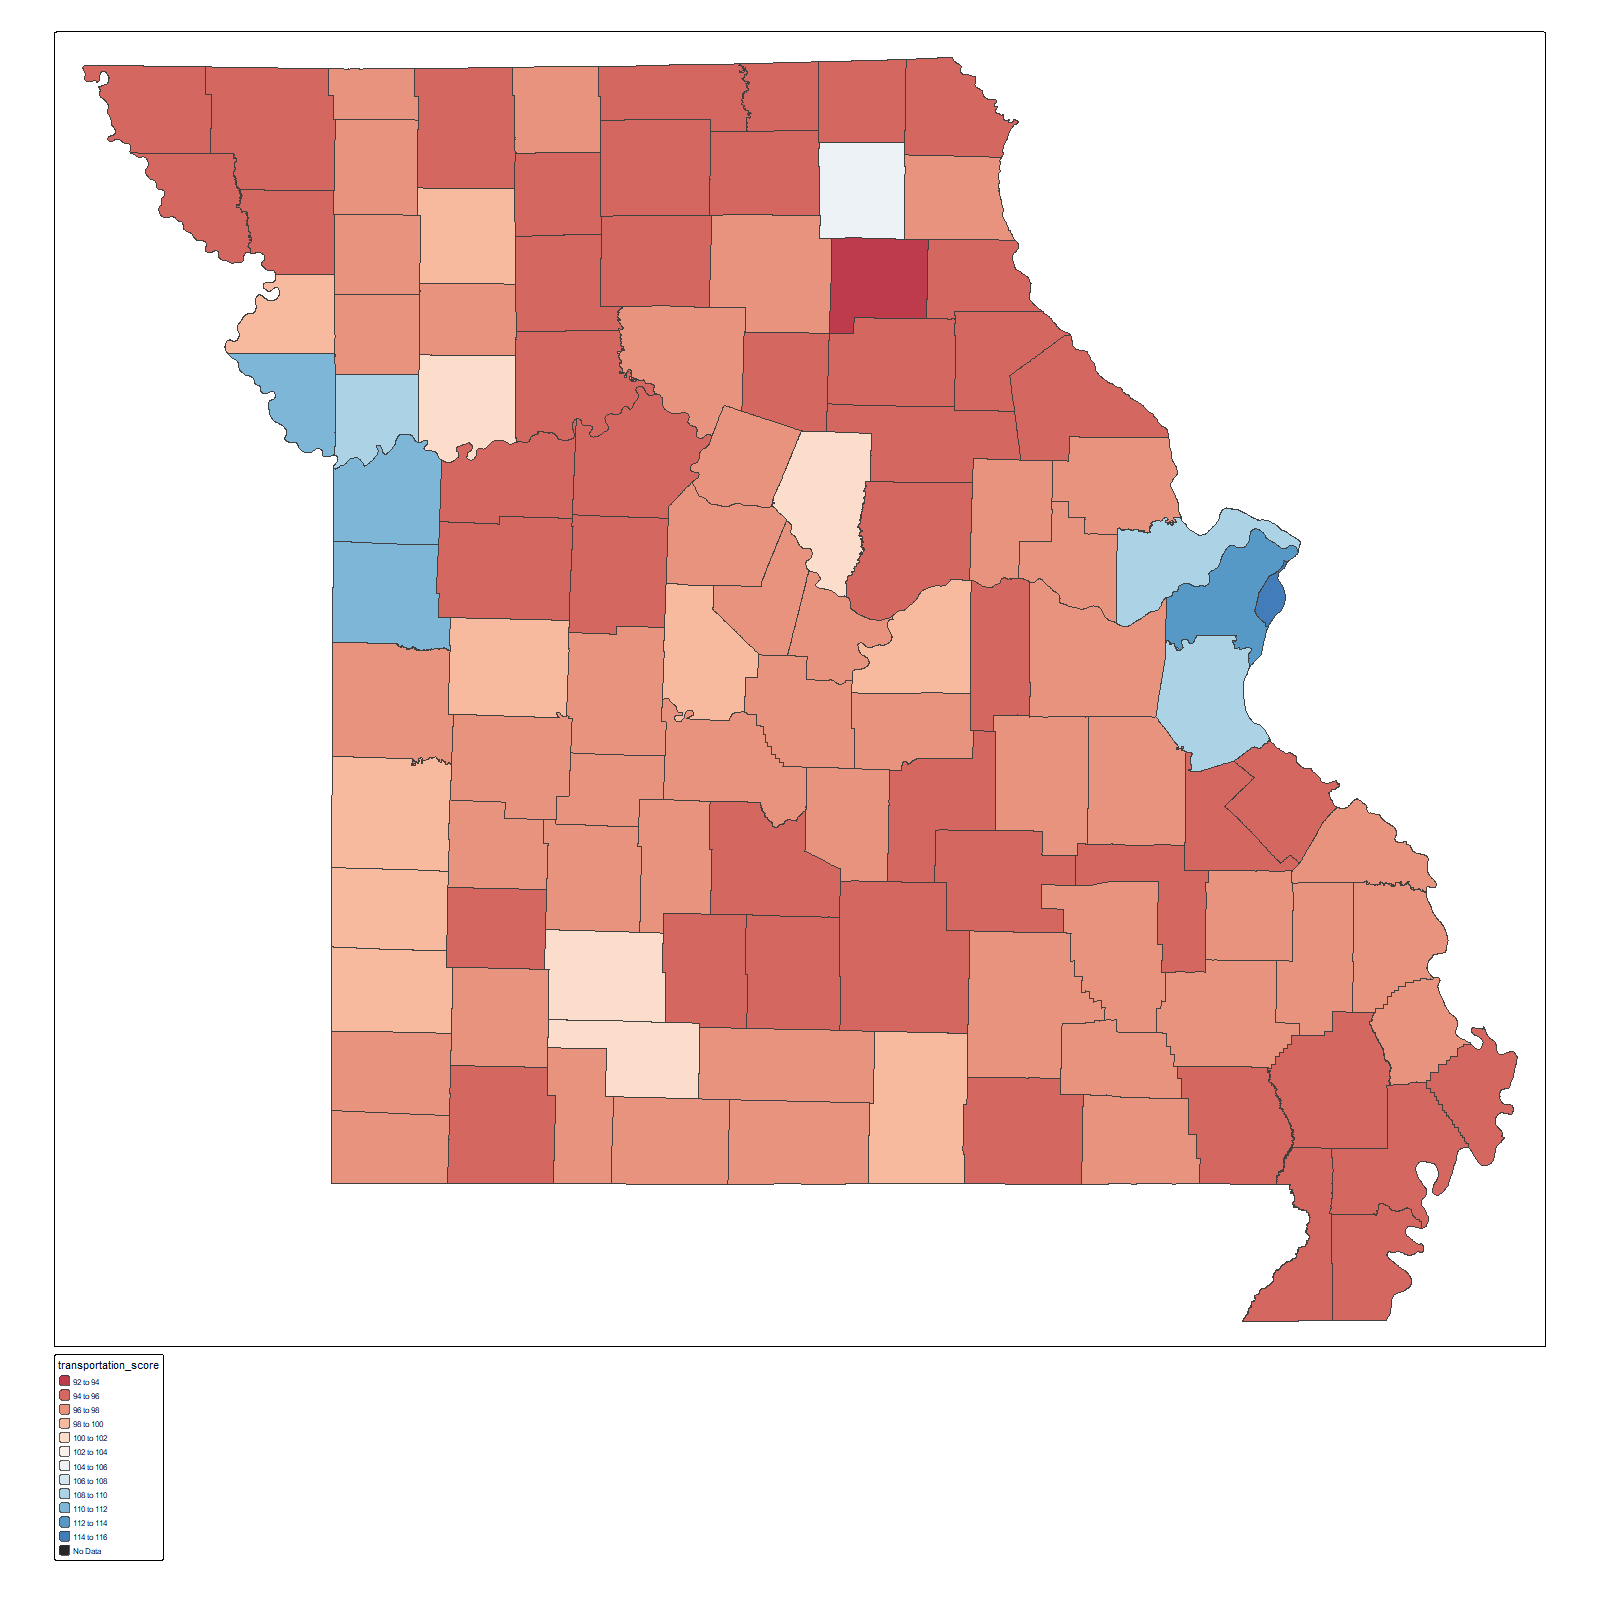 transportation_score
92 to 94
94 to 96
96 to 98
98 to 100
100 to 102
102 to 104
104 to 106
106 to 108
108 to 110
110 to 112
112 to 114
114 to 116
No Data